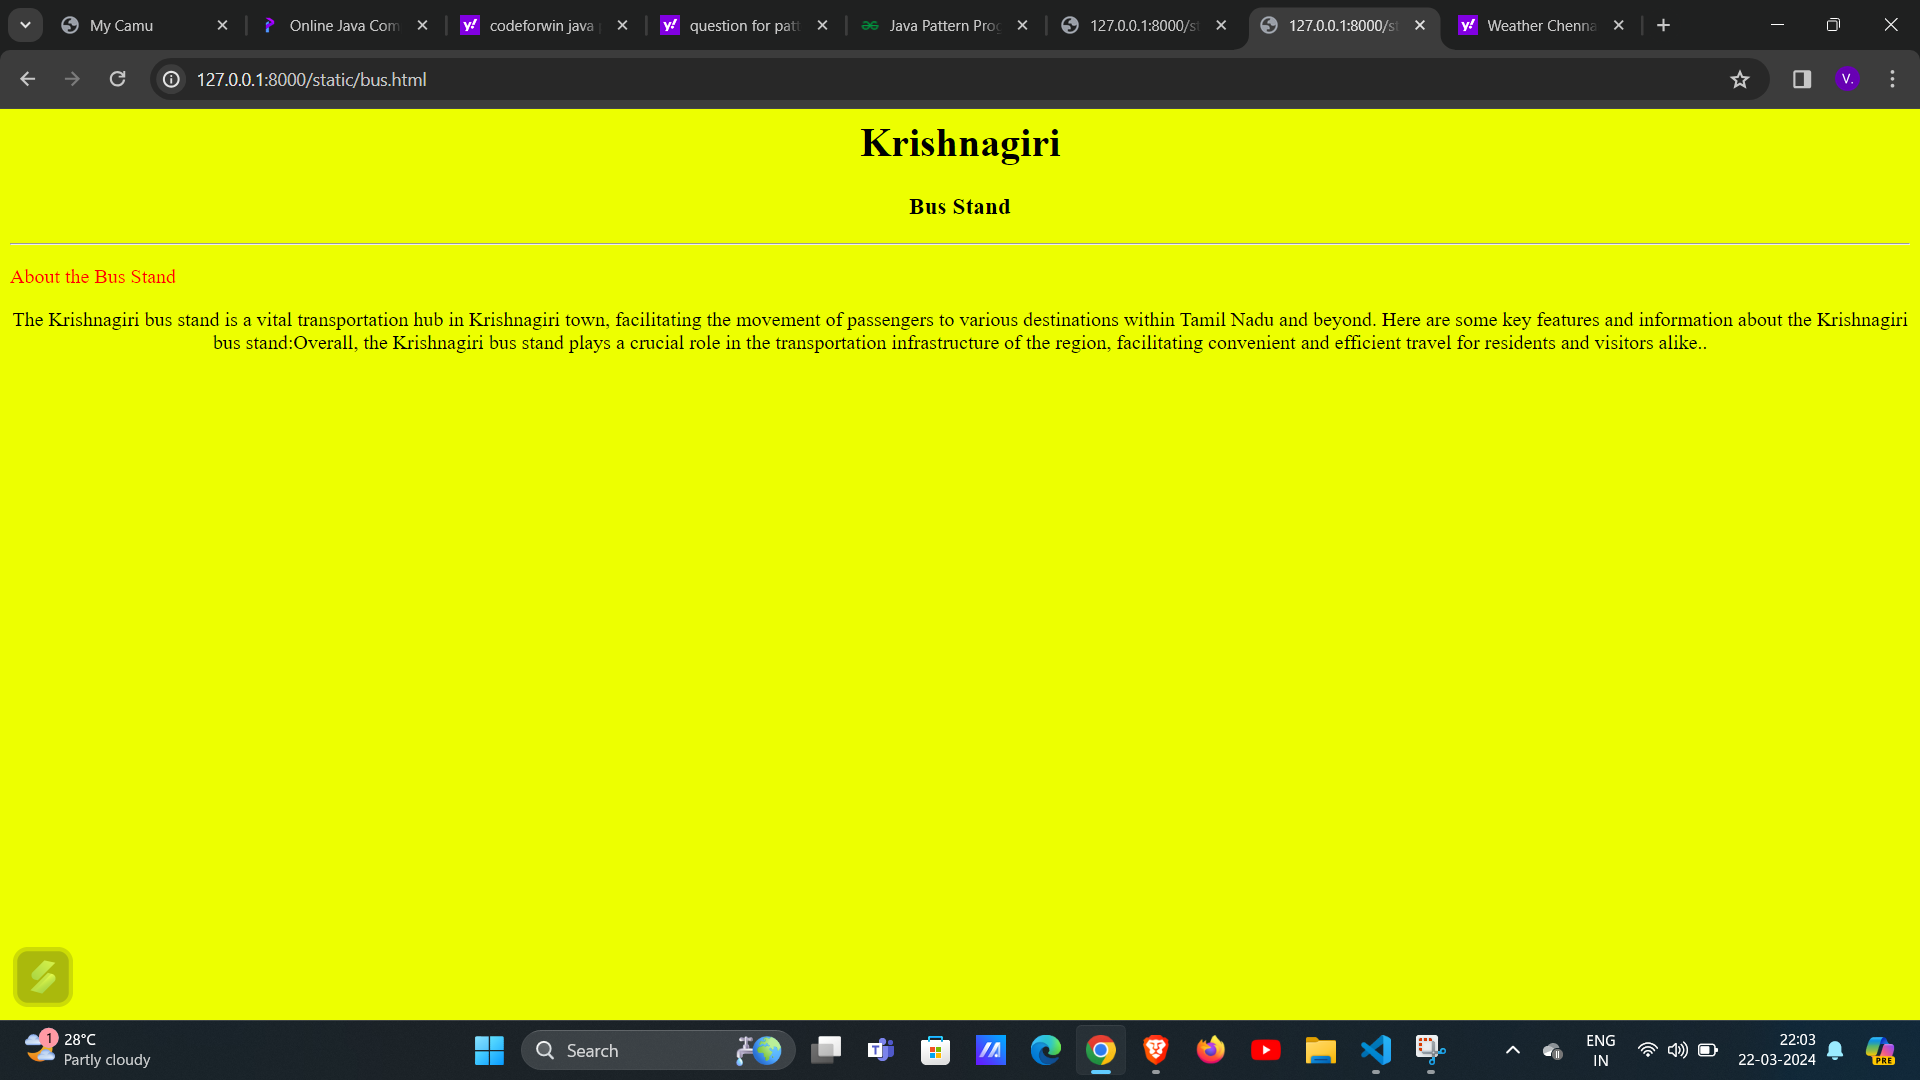 My Camu
Online Java Com
codeforwin java
question for patt
Java Pattern Prog
127.0.0.1:8000/st
127.0.0.1:8000/st
Weather Chenna
127.0.0.1:8000/static/bus.html
V.
Krishnagiri
Bus Stand
About the Bus Stand
The Krishnagiri bus stand is a vital transportation hub in Krishnagiri town, facilitating the movement of passengers to various destinations within Tamil Nadu and beyond. Here are some key features and information about the Krishnagiri
bus stand:Overall, the Krishnagiri bus stand plays a crucial role in the transportation infrastructure of the region, facilitating convenient and efficient travel for residents and visitors alike..
1
28°C
Partly cloudy
Search
ENG
IN
22:03
22-03-2024
PRE